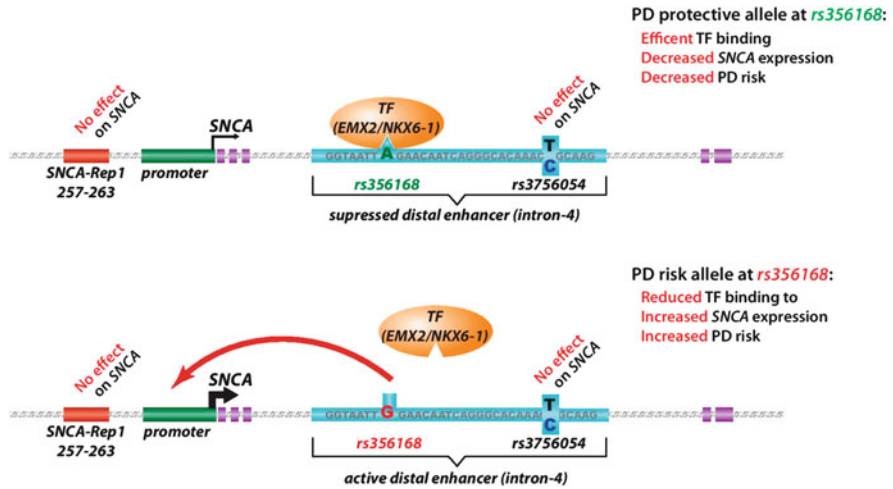 PD protective allele at rs356168:
Efficent TF binding
Decreased SNCA expression
Decreased PD risk
No effect
on SNCA
SNCA
TF
(EMX2/NKX6-1)
No effect
on SNCA
T
GGTAATT A GAACAATCAGGGCACAAAC GCAAG
C
SNCA-Rep1
257-263
promoter
rs356168
rs3756054
supressed distal enhancer (intron-4)
PD risk allele at rs356168:
Reduced TF binding to
Increased SNCA expression
Increased PD risk
TF
(EMX2/NKX6-1)
No effect
on SNCA
SNCA
No effect
on SNCA
T
GGTAATT G GAACAATCAGGGCACAAA GCAAG
C
SNCA-Rep1
257-263
promoter
rs356168
rs3756054
active distal enhancer (intron-4)